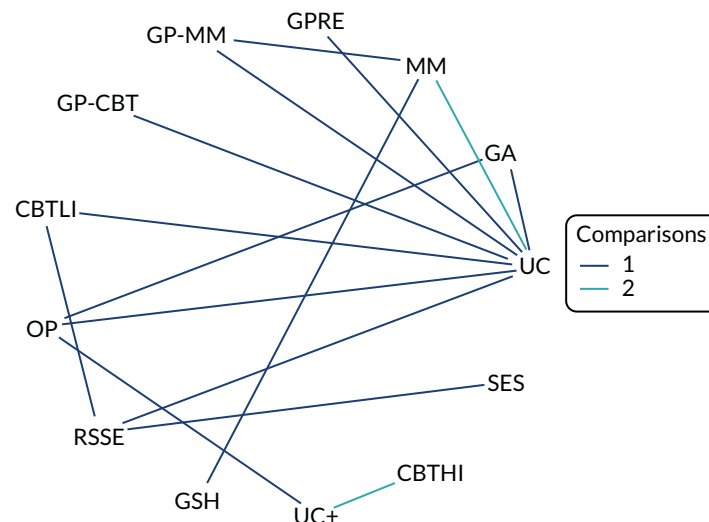 GPRE
GP-MM
MM
GP-CBT
GA
CBTLI
Comparisons
1
2
UC
OP
SES
RSSE
CBTHI
GSH
UC+